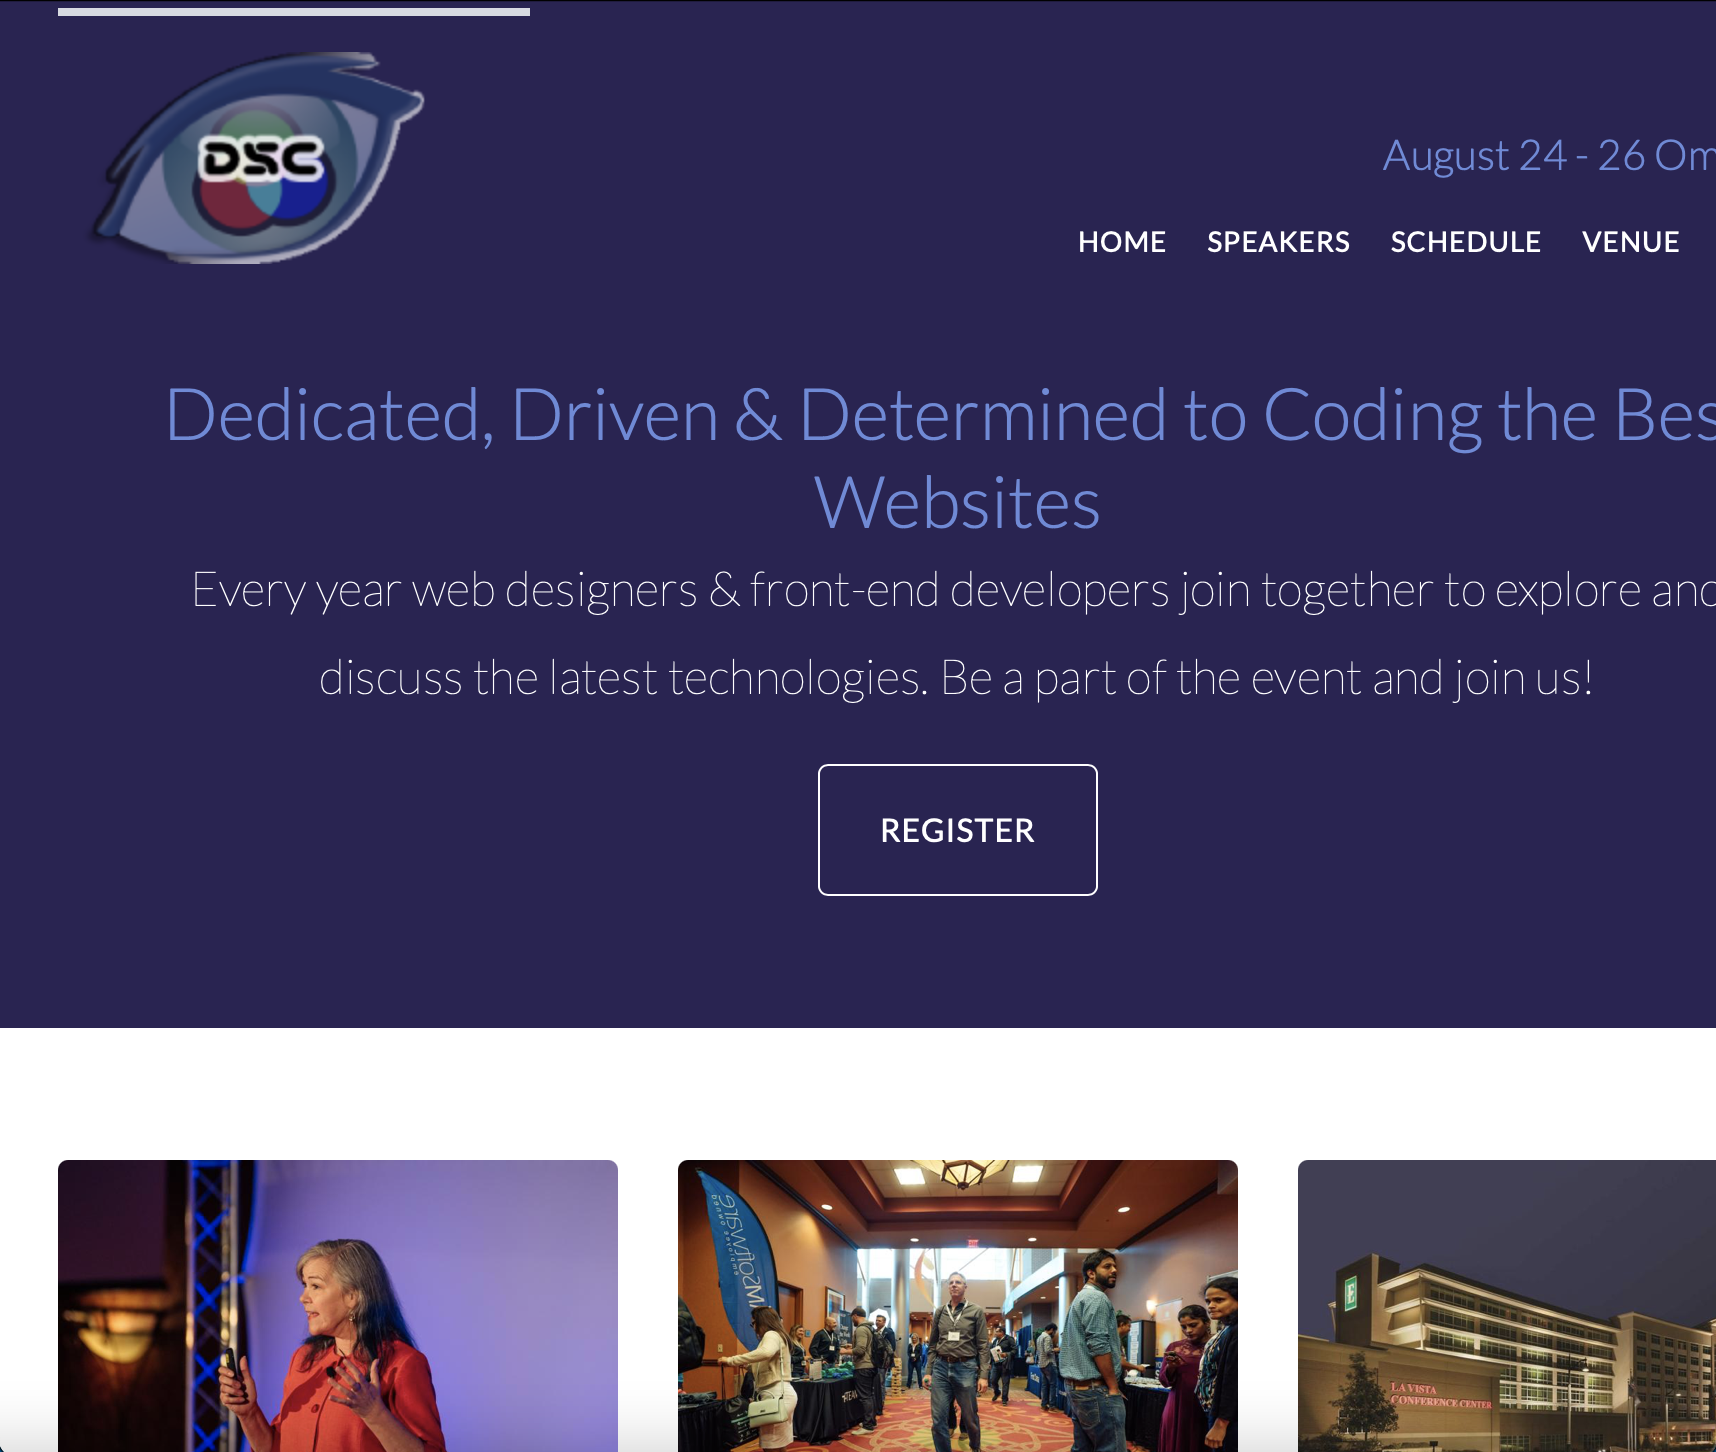 DSC
August 24 - 26 Om
HOME SPEAKERS SCHEDULE VENUE
Dedicated, Driven & Determined to Coding the Bes
Websites
Every year web designers & front-end developers join together to explore and
discuss the latest technologies. Be a part of the event and join us!
REGISTER
E
LA VISTA
CONFERENCE CENTER